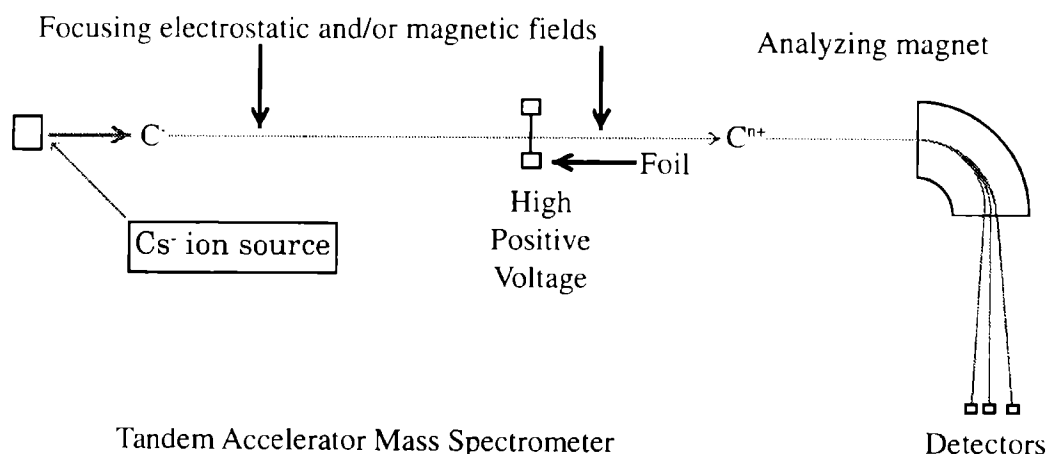 Focusing electrostatic and/or magnetic fields
Analyzing magnet
C⁻
Cⁿ⁺
Foil
High
Positive
Voltage
Cs⁻ ion source
Tandem Accelerator Mass Spectrometer
Detectors